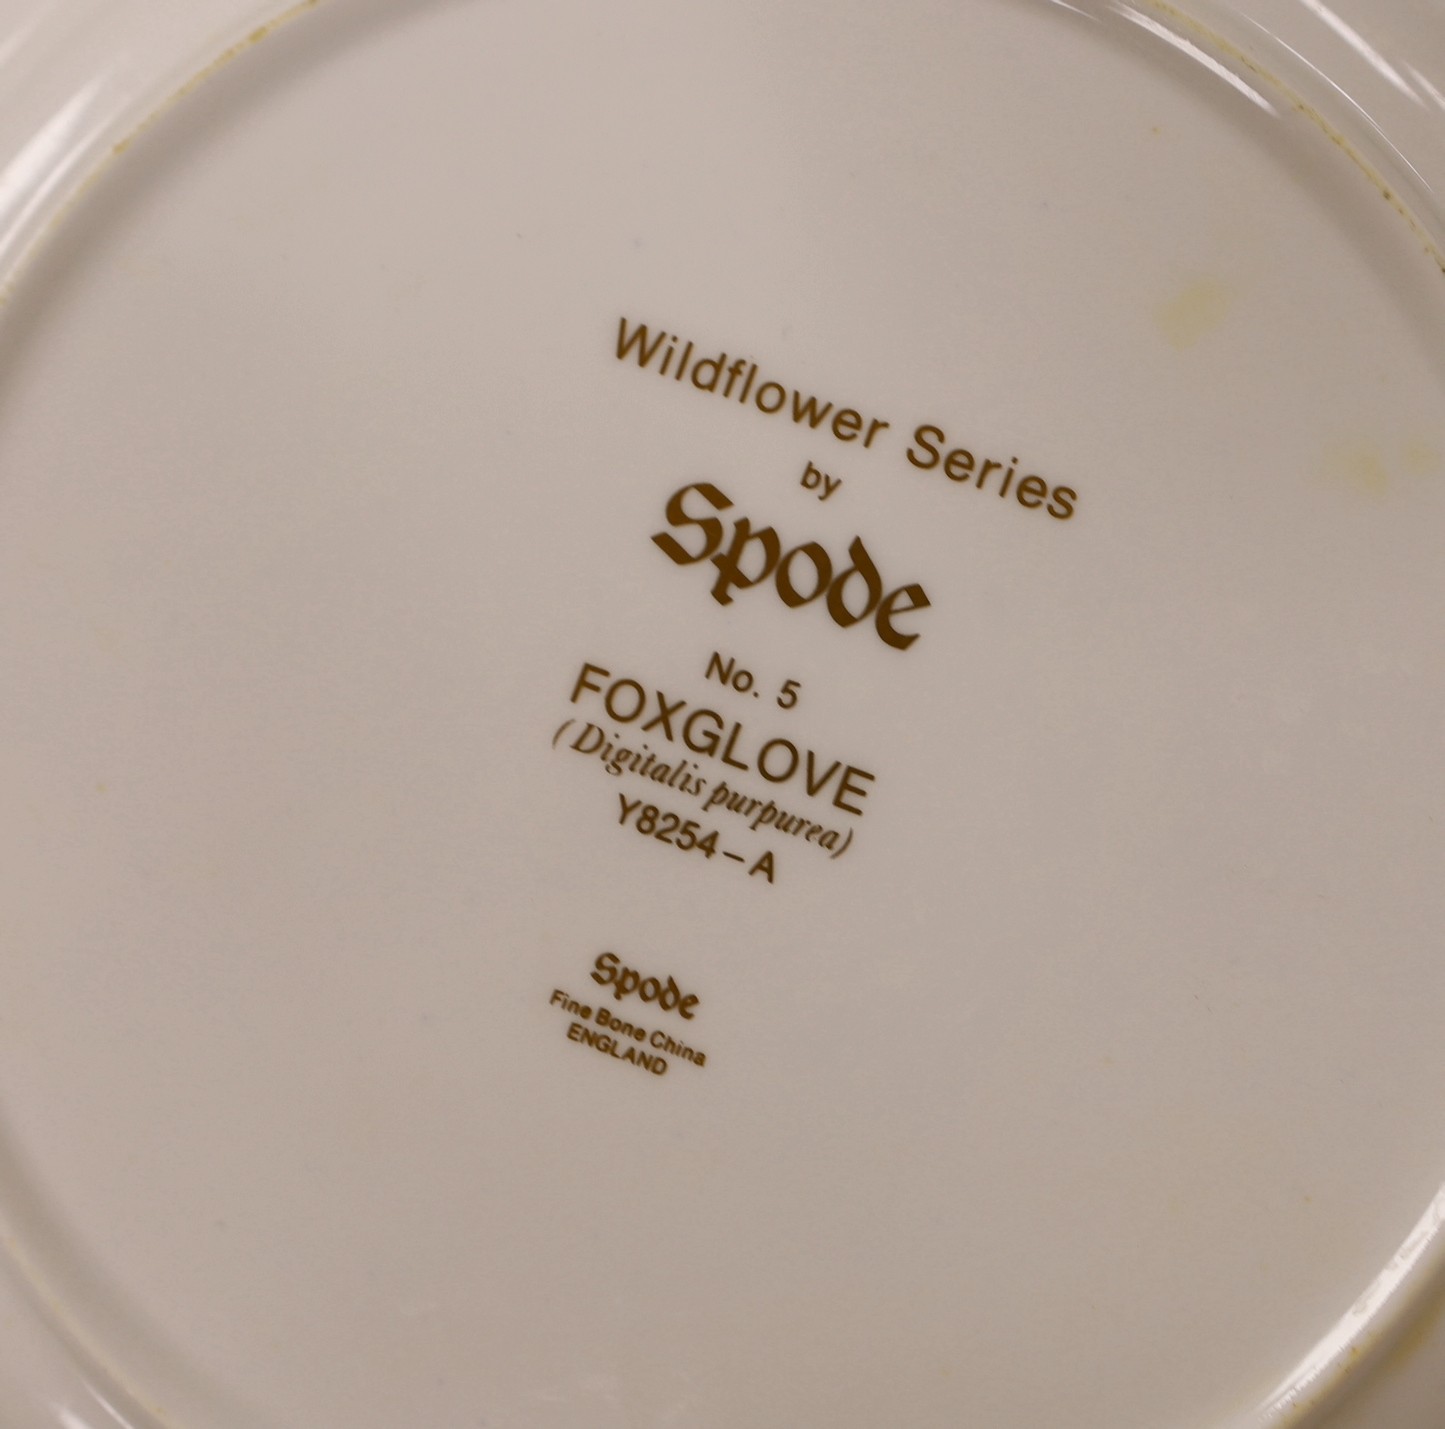 Wildflower Series
by
Spode
No. 5
FOXGLOVE
(Digitalis purpurea)
Y8254 – A
Spode
Fine Bone China
ENGLAND